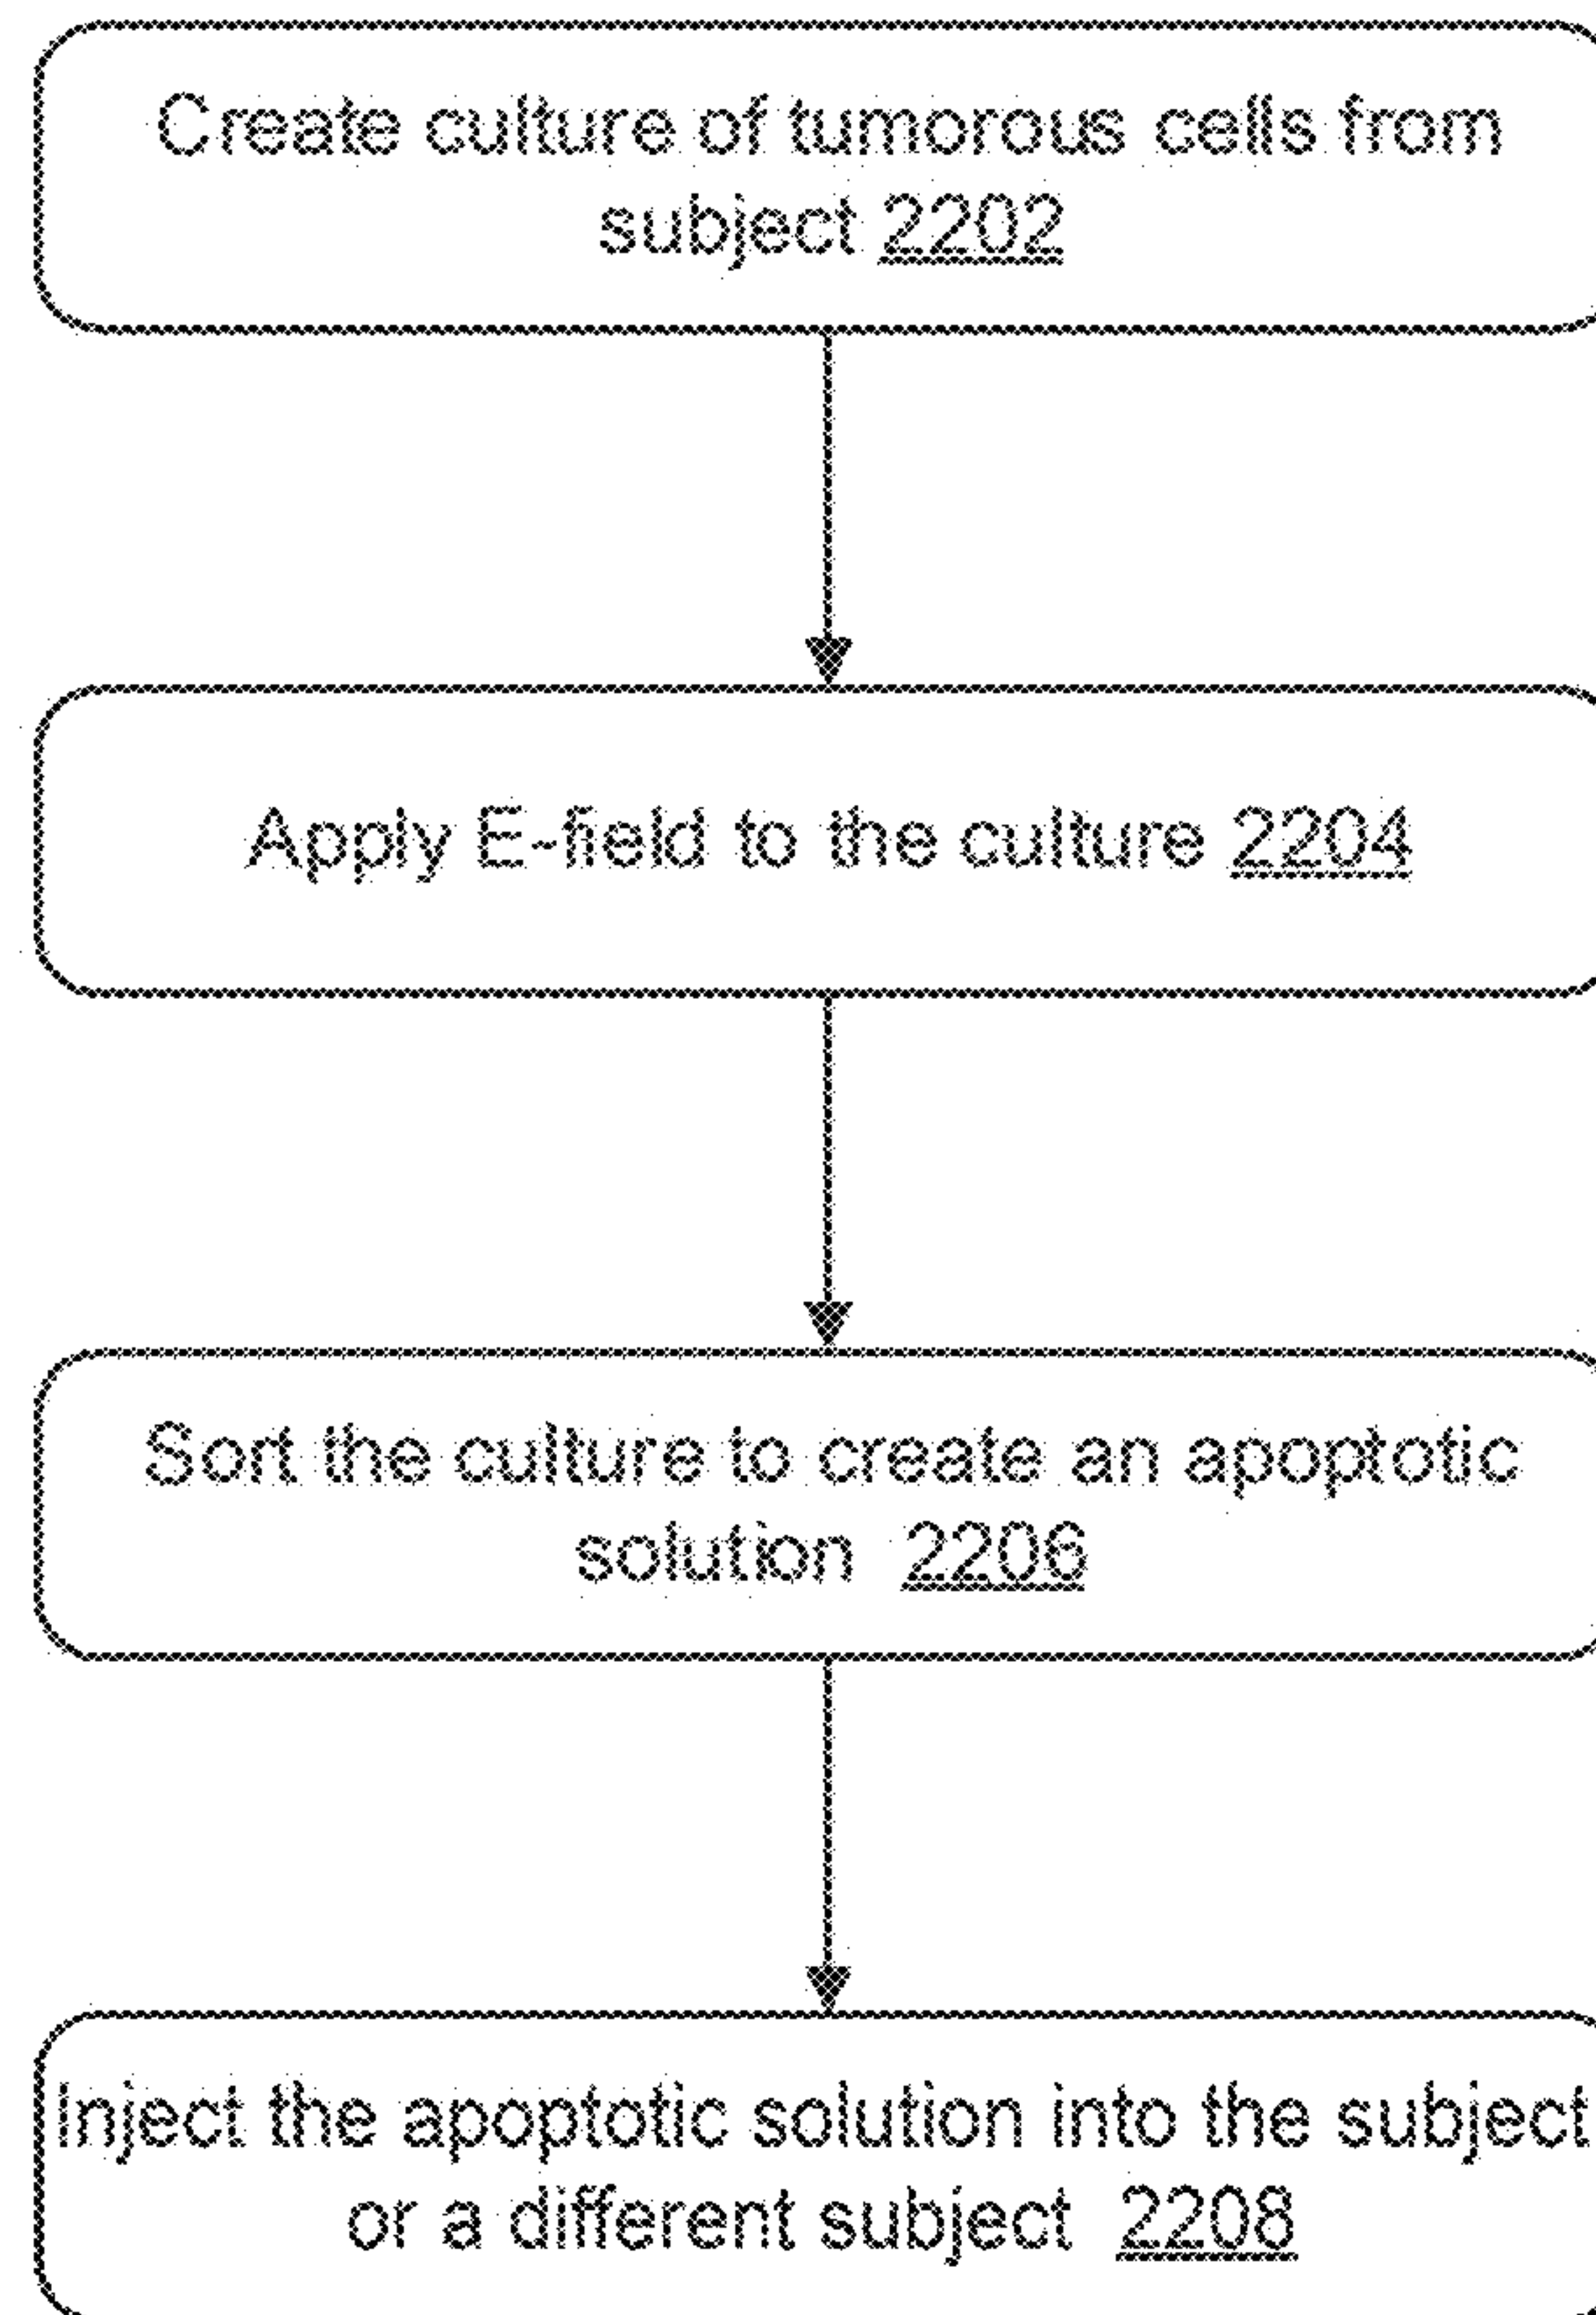 Create culture of tumorous cells from
subject 2202
Apply E-field to the culture 2204
Sort the culture to create an apoptotic
solution 2206
Inject the apoptotic solution into the subject
or a different subject 2208